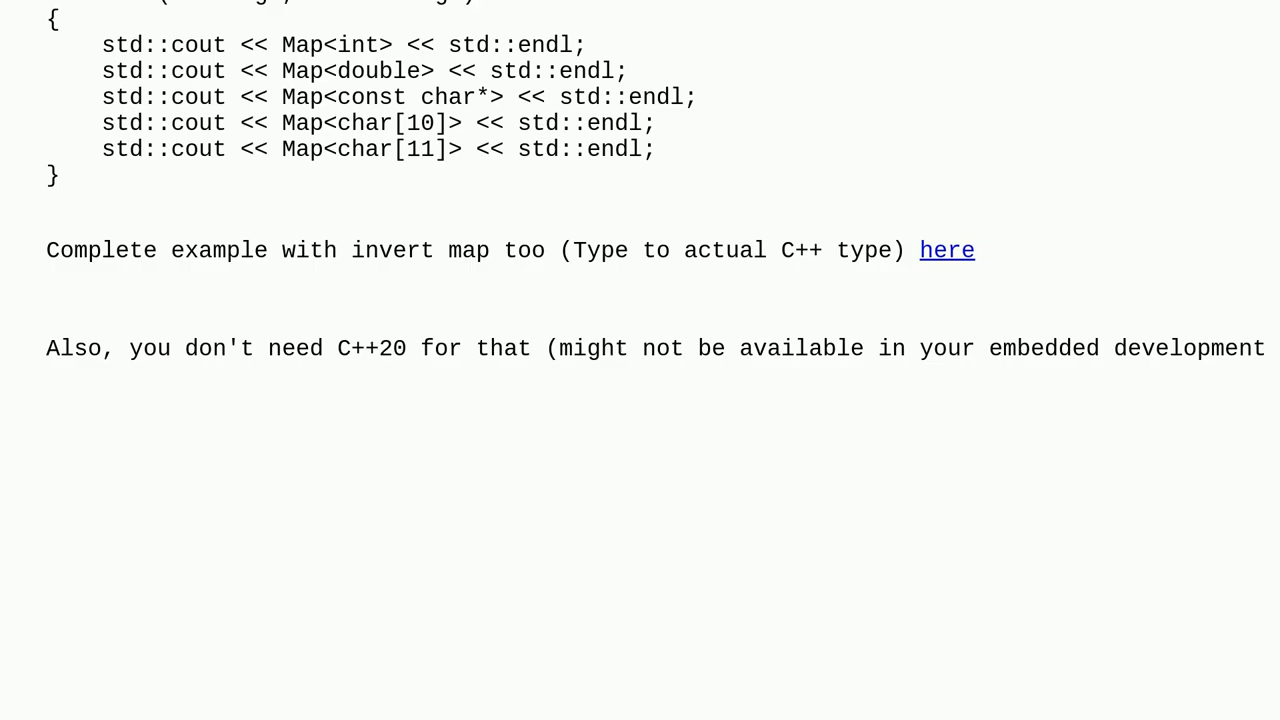 {
    std::cout << Map<int> << std::endl;
    std::cout << Map<double> << std::endl;
    std::cout << Map<const char*> << std::endl;
    std::cout << Map<char[10]> << std::endl;
    std::cout << Map<char[11]> << std::endl;
}
Complete example with invert map too (Type to actual C++ type) here
Also, you don't need C++20 for that (might not be available in your embedded development